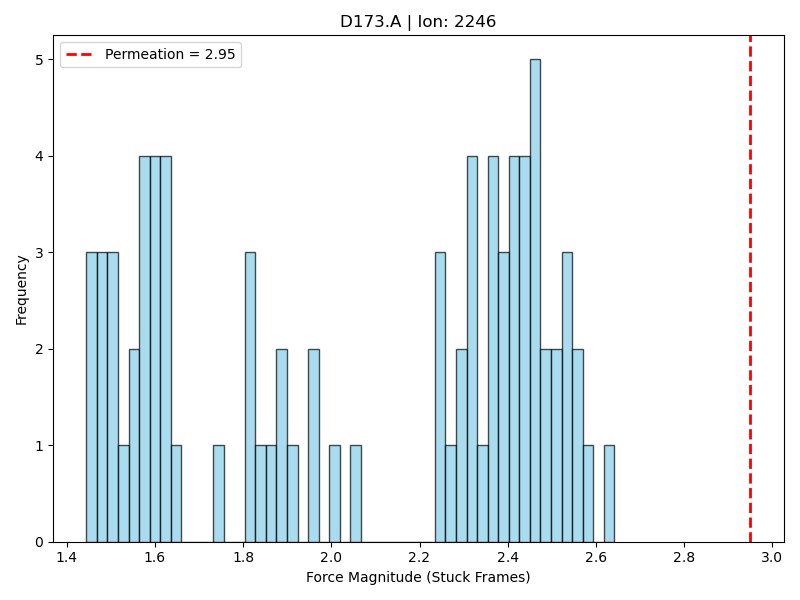 D173.A | Ion: 2246
Permeation = 2.95
5
4
3
2
1
0
Frequency
1.4 1.6 1.8 2.0 2.2 2.4 2.6 2.8 3.0
Force Magnitude (Stuck Frames)